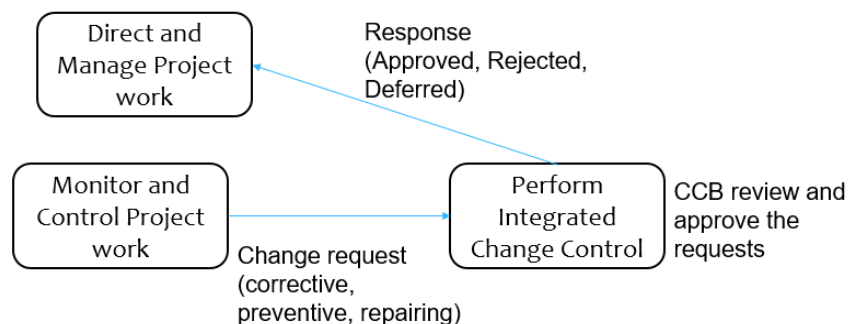 Direct and
Manage Project
work
Response
(Approved, Rejected,
Deferred)
Monitor and
Control Project
work
Change request
(corrective,
preventive, repairing)
Perform
Integrated
Change Control
CCB review and
approve the
requests